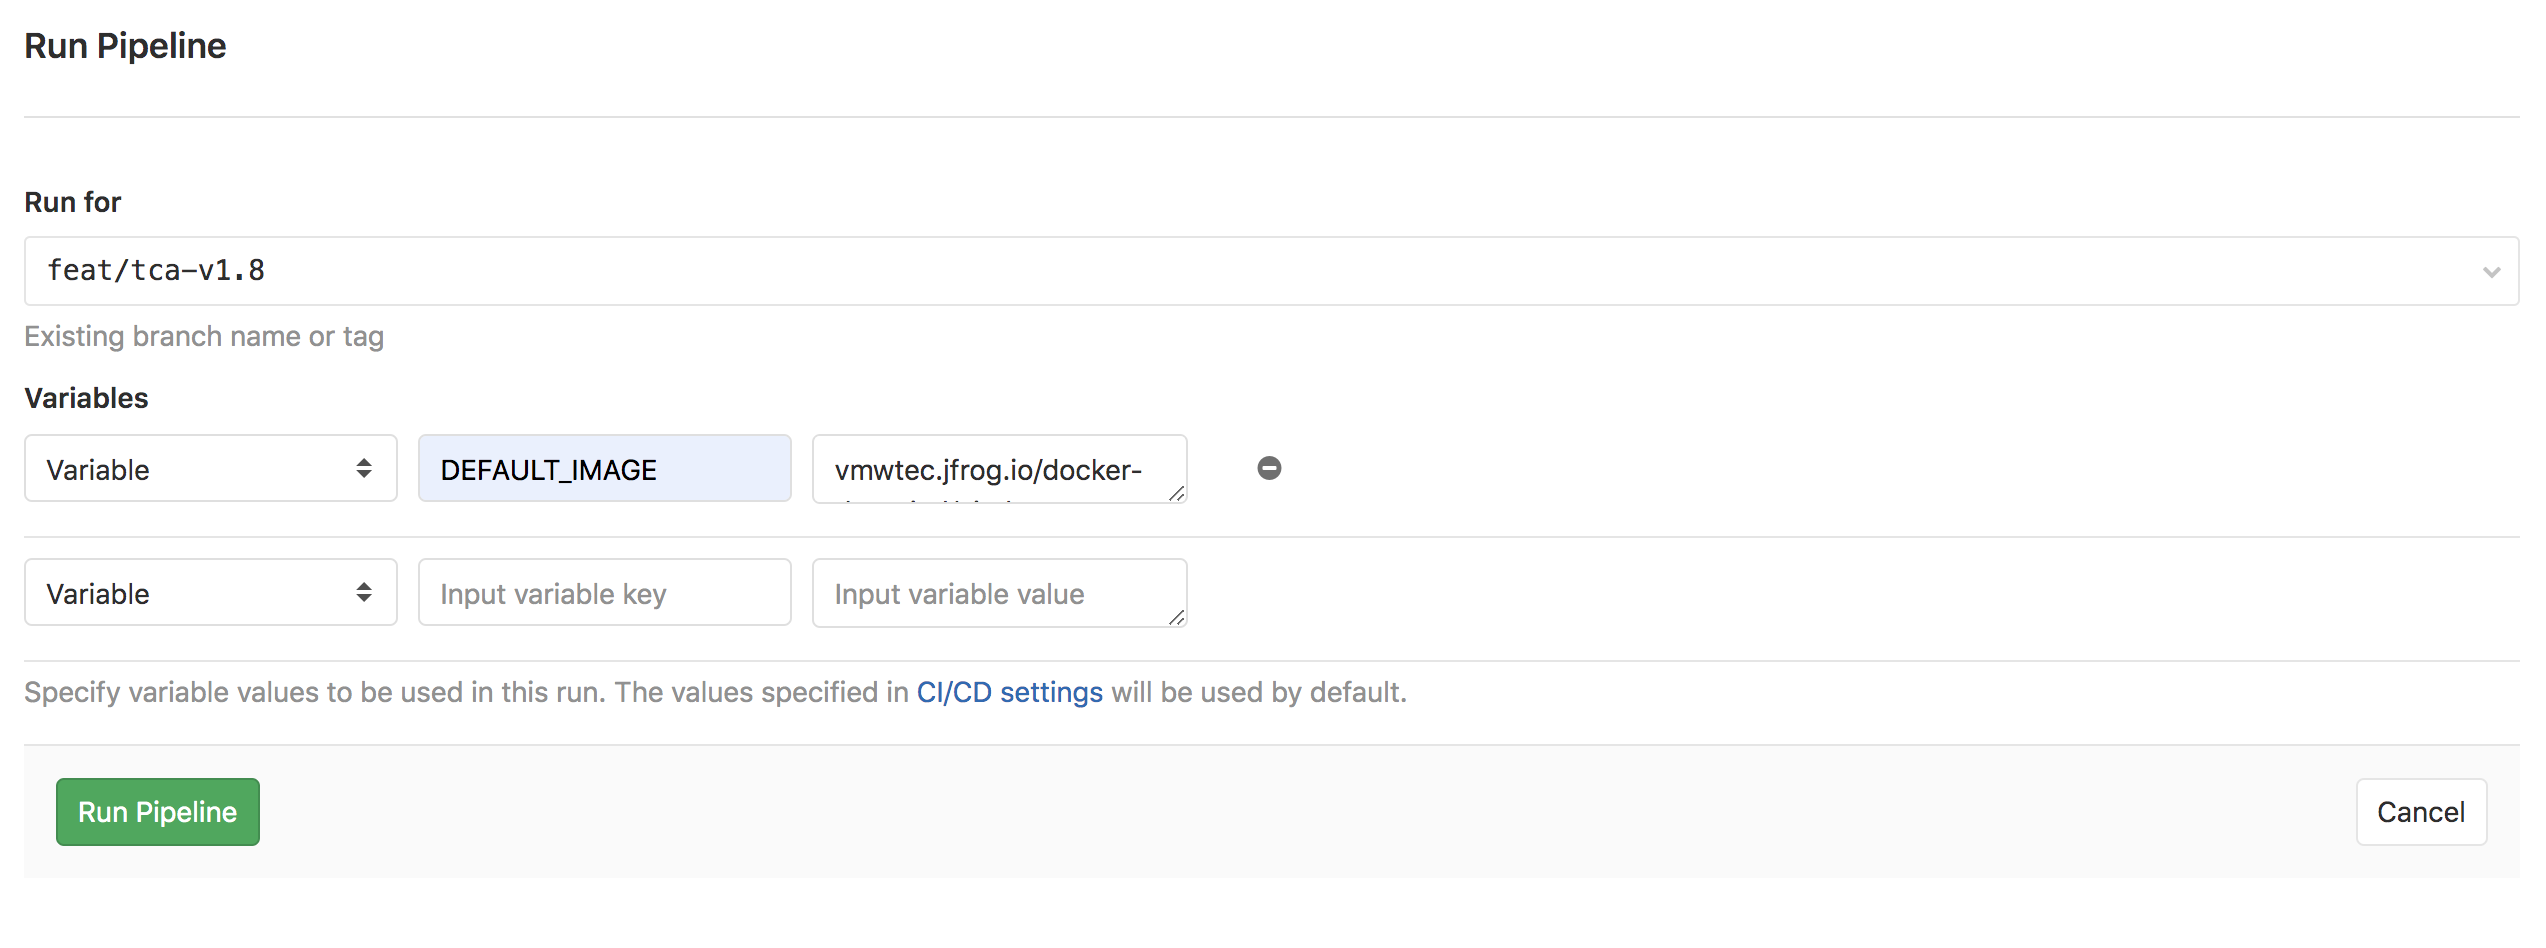 Run Pipeline
Run for
feat/tca-v1.8
Existing branch name or tag
Variables
Variable DEFAULT_IMAGE vmwtec.jfrog.io/docker-
Variable Input variable key Input variable value
Specify variable values to be used in this run. The values specified in CI/CD settings will be used by default.
Run Pipeline Cancel